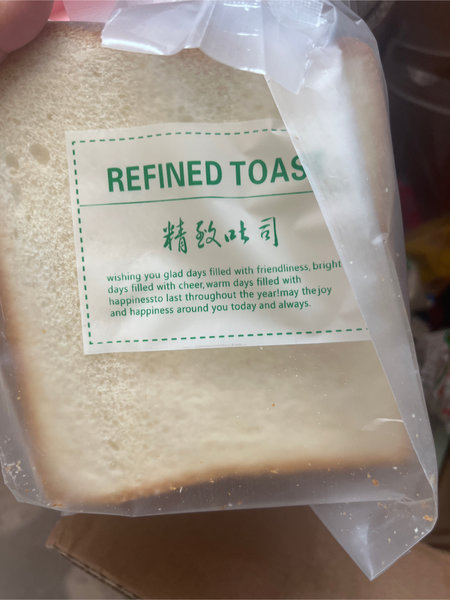 REFINED TOAS
精致吐司
wishing you glad days filled with friendliness, bright
days filled with cheer, warm days filled with
happinessto last throughout the year!may the joy
and happiness around you today and always.